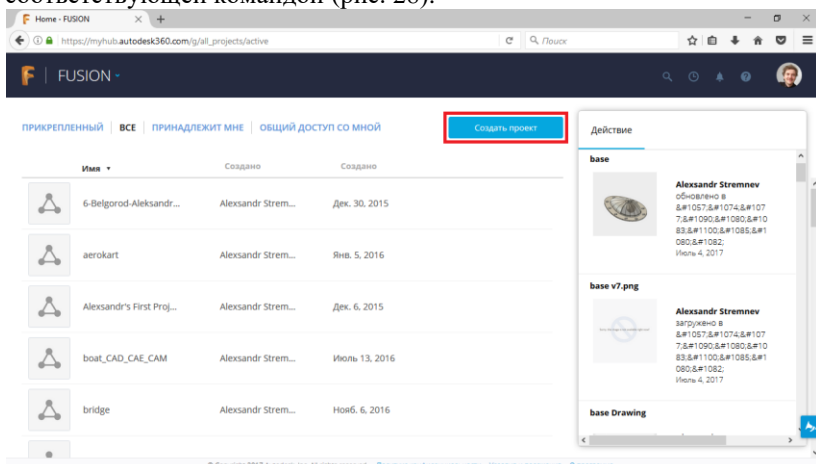 соответствующей командой (рис. 28).
Home - FUSION
https://myhub.autodesk360.com/g/all_projects/active
Поиск
FUSION
ПРИКРЕПЛЕННЫЙ ВСЕ ПРИНАДЛЕЖИТ МНЕ ОБЩИЙ ДОСТУП СО МНОЙ
Создать проект
Действие
Имя Создано Создано
6-Belgorod-Aleksandr... Alexsandr Strem... Дек. 30, 2015
aerokart Alexsandr Strem... Янв. 5, 2016
Alexsandr's First Proj... Alexsandr Strem... Дек. 6, 2015
boat_CAD_CAE_CAM Alexsandr Strem... Июль 13, 2016
bridge Alexsandr Strem... Нояб. 6, 2016
base
Alexsandr Stremnev
обновлено в
&#1057;&#1074;&#107
7;&#1090;&#1080;&#10
83;&#1100;&#1085;&#1
080;&#1082;
Июль 4, 2017
base v7.png
Alexsandr Stremnev
загружено в
&#1057;&#1074;&#107
7;&#1090;&#1080;&#10
83;&#1100;&#1085;&#1
080;&#1082;
Июль 4, 2017
base Drawing